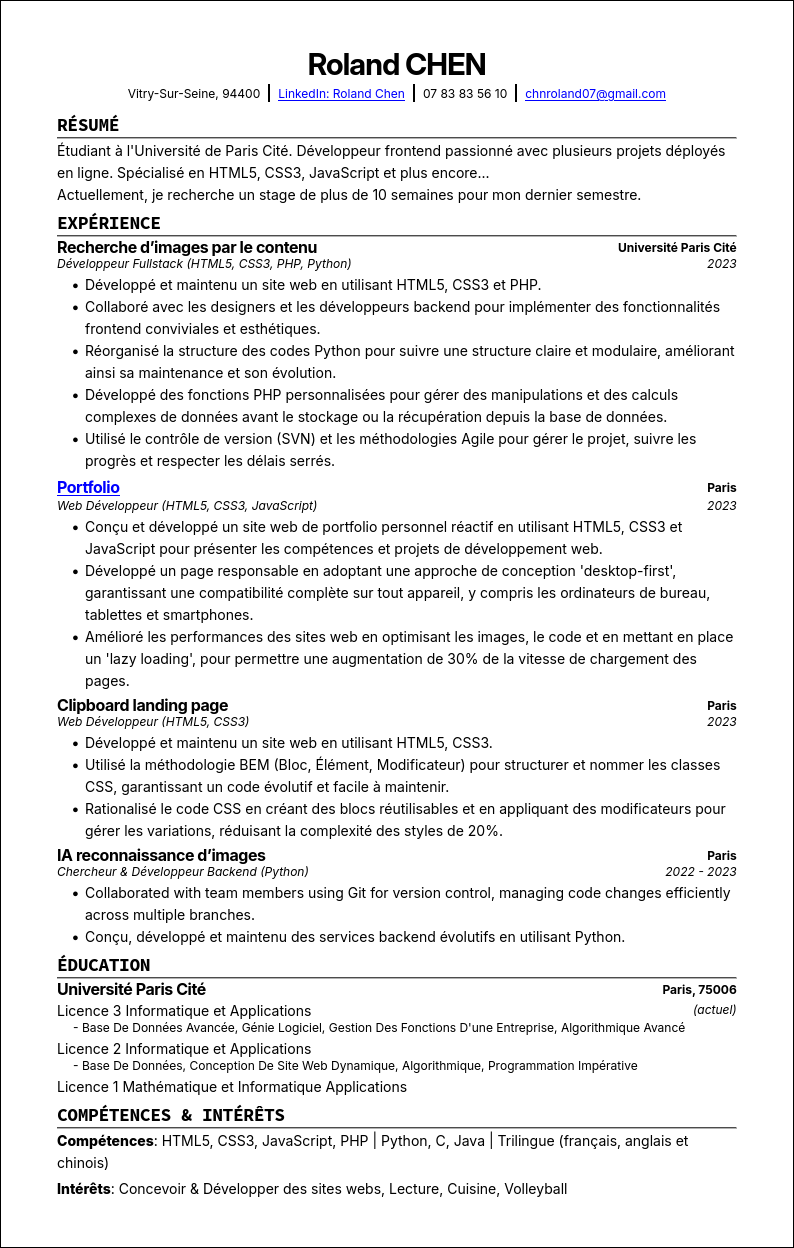 Roland CHEN
Vitry-Sur-Seine, 94400 | LinkedIn: Roland Chen | 07 83 83 56 10 | chnroland07@gmail.com
RÉSUMÉ
Étudiant à l'Université de Paris Cité. Développeur frontend passionné avec plusieurs projets déployés
en ligne. Spécialisé en HTML5, CSS3, JavaScript et plus encore...
Actuellement, je recherche un stage de plus de 10 semaines pour mon dernier semestre.
EXPÉRIENCE
Recherche d’images par le contenu Université Paris Cité
Développeur Fullstack (HTML5, CSS3, PHP, Python) 2023
• Développé et maintenu un site web en utilisant HTML5, CSS3 et PHP.
• Collaboré avec les designers et les développeurs backend pour implémenter des fonctionnalités
frontend conviviales et esthétiques.
• Réorganisé la structure des codes Python pour suivre une structure claire et modulaire, améliorant
ainsi sa maintenance et son évolution.
• Développé des fonctions PHP personnalisées pour gérer des manipulations et des calculs
complexes de données avant le stockage ou la récupération depuis la base de données.
• Utilisé le contrôle de version (SVN) et les méthodologies Agile pour gérer le projet, suivre les
progrès et respecter les délais serrés.
Portfolio Paris
Web Développeur (HTML5, CSS3, JavaScript) 2023
• Conçu et développé un site web de portfolio personnel réactif en utilisant HTML5, CSS3 et
JavaScript pour présenter les compétences et projets de développement web.
• Développé un page responsable en adoptant une approche de conception 'desktop-first',
garantissant une compatibilité complète sur tout appareil, y compris les ordinateurs de bureau,
tablettes et smartphones.
• Amélioré les performances des sites web en optimisant les images, le code et en mettant en place
un 'lazy loading', pour permettre une augmentation de 30% de la vitesse de chargement des
pages.
Clipboard landing page Paris
Web Développeur (HTML5, CSS3) 2023
• Développé et maintenu un site web en utilisant HTML5, CSS3.
• Utilisé la méthodologie BEM (Bloc, Élément, Modificateur) pour structurer et nommer les classes
CSS, garantissant un code évolutif et facile à maintenir.
• Rationalisé le code CSS en créant des blocs réutilisables et en appliquant des modificateurs pour
gérer les variations, réduisant la complexité des styles de 20%.
IA reconnaissance d’images Paris
Chercheur & Développeur Backend (Python) 2022 - 2023
• Collaborated with team members using Git for version control, managing code changes efficiently
across multiple branches.
• Conçu, développé et maintenu des services backend évolutifs en utilisant Python.
ÉDUCATION
Université Paris Cité Paris, 75006
Licence 3 Informatique et Applications (actuel)
- Base De Données Avancée, Génie Logiciel, Gestion Des Fonctions D'une Entreprise, Algorithmique Avancé
Licence 2 Informatique et Applications
- Base De Données, Conception De Site Web Dynamique, Algorithmique, Programmation Impérative
Licence 1 Mathématique et Informatique Applications
COMPÉTENCES & INTÉRÊTS
Compétences: HTML5, CSS3, JavaScript, PHP | Python, C, Java | Trilingue (français, anglais et
chinois)
Intérêts: Concevoir & Développer des sites webs, Lecture, Cuisine, Volleyball